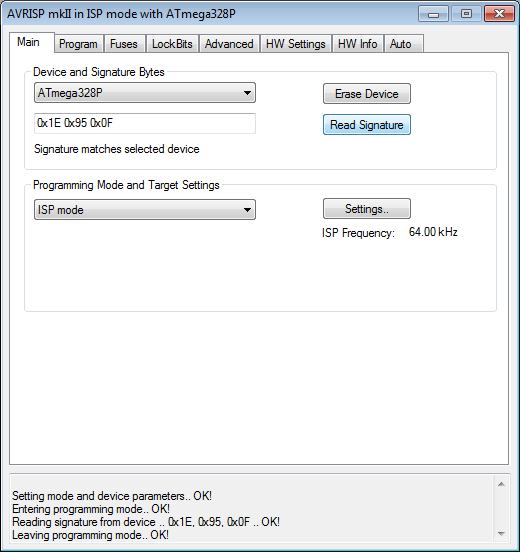 AVRISP mkII in ISP mode with ATmega328P
Main Program Fuses LockBits Advanced HW Settings HW Info Auto
Device and Signature Bytes
ATmega328P Erase Device
0x1E 0x95 0x0F Read Signature
Signature matches selected device
Programming Mode and Target Settings
ISP mode Settings..
ISP Frequency: 64.00 kHz
Setting mode and device parameters.. OK!
Entering programming mode.. OK!
Reading signature from device .. 0x1E, 0x95, 0x0F .. OK!
Leaving programming mode.. OK!